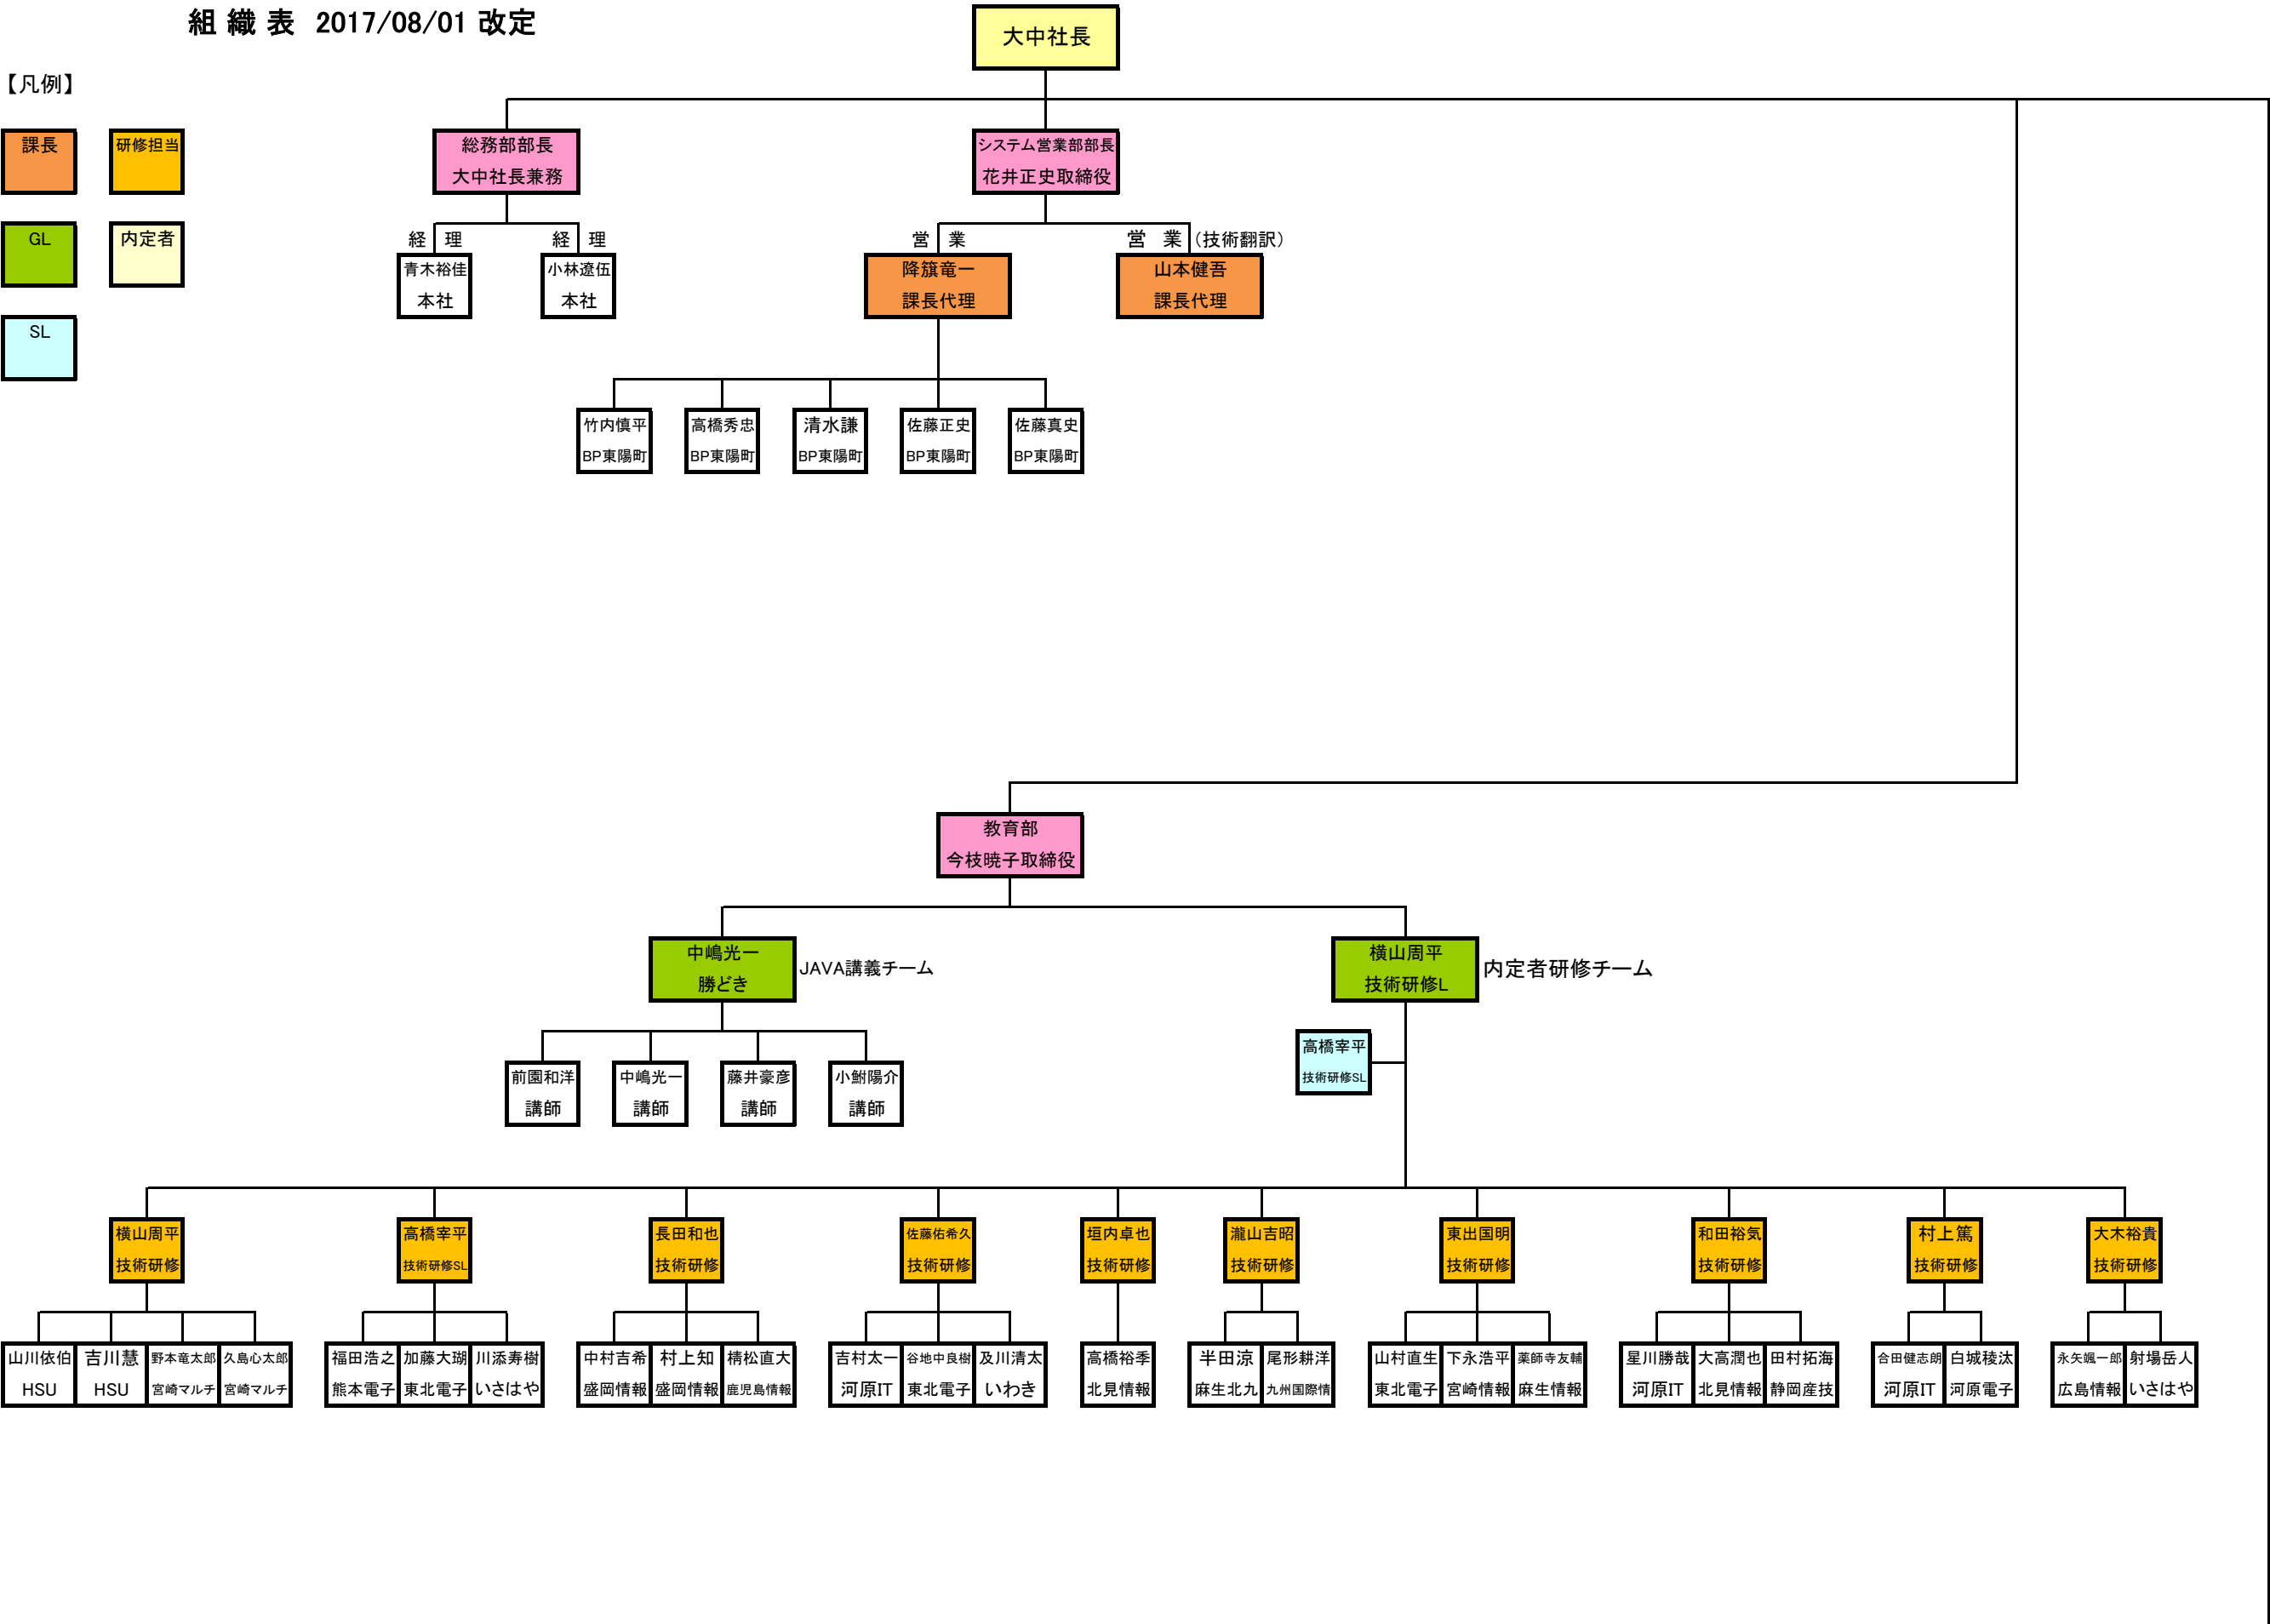 組 織 表 2017/08/01 改定
大中社長
【凡例】
課長
研修担当
GL
内定者
SL
総務部部長
大中社長兼務
システム営業部部長
花井正史取締役
経 理
青木裕佳
本社
経 理
小林遼伍
本社
営 業
降籏竜一
課長代理
営 業 (技術翻訳)
山本健吾
課長代理
竹内慎平
BP東陽町
高橋秀忠
BP東陽町
清水謙
BP東陽町
佐藤正史
BP東陽町
佐藤真史
BP東陽町
教育部
今枝暁子取締役
中嶋光一
勝どき
JAVA講義チーム
横山周平
技術研修L
内定者研修チーム
高橋宰平
技術研修SL
前園和洋
講師
中嶋光一
講師
藤井豪彦
講師
小鮒陽介
講師
横山周平
技術研修
高橋宰平
技術研修SL
長田和也
技術研修
佐藤佑希久
技術研修
垣内卓也
技術研修
瀧山吉昭
技術研修
東出国明
技術研修
和田裕気
技術研修
村上篤
技術研修
大木裕貴
技術研修
山川依伯
HSU
吉川慧
HSU
野本竜太郎
宮崎マルチ
久島心太郎
宮崎マルチ
福田浩之
熊本電子
加藤大瑚
東北電子
川添寿樹
いさはや
中村吉希
盛岡情報
村上知
盛岡情報
楮松直大
鹿児島情報
吉村太一
河原IT
谷地中良樹
東北電子
及川清太
いわき
高橋裕季
北見情報
半田涼
麻生北九
尾形耕洋
九州国際情
山村直生
東北電子
下永浩平
宮崎情報
薬師寺友輔
麻生情報
星川勝哉
河原IT
大高潤也
北見情報
田村拓海
静岡産技
合田健志朗
河原IT
白城稜汰
河原電子
永矢颯一郎
広島情報
射場岳人
いさはや